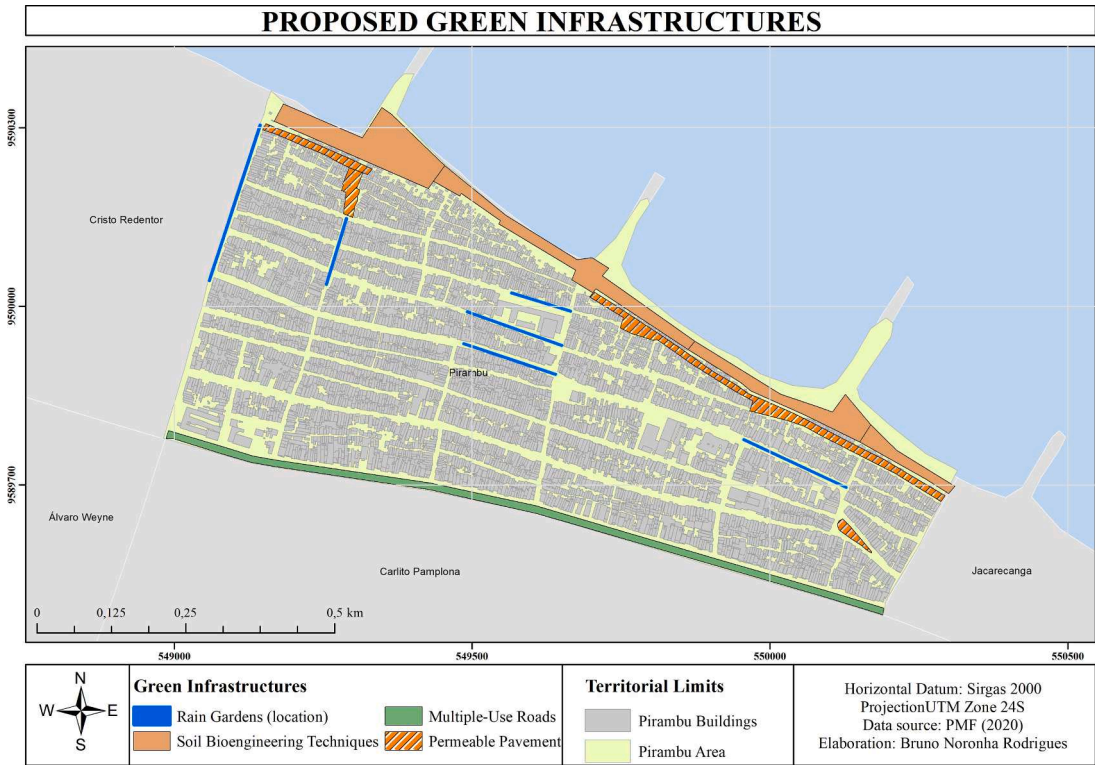 PROPOSED GREEN INFRASTRUCTURES
9590300
9590000
9589700
Cristo Redentor
Pirambu
Álvaro Weyne
Carlito Pamplona
Jacarecanga
0 0,125 0,25 0,5 km
549000 549500 550000 550500
N
W E
S
Green Infrastructures
Rain Gardens (location)
Multiple-Use Roads
Soil Bioengineering Techniques
Permeable Pavement
Territorial Limits
Pirambu Buildings
Pirambu Area
Horizontal Datum: Sirgas 2000
ProjectionUTM Zone 24S
Data source: PMF (2020)
Elaboration: Bruno Noronha Rodrigues